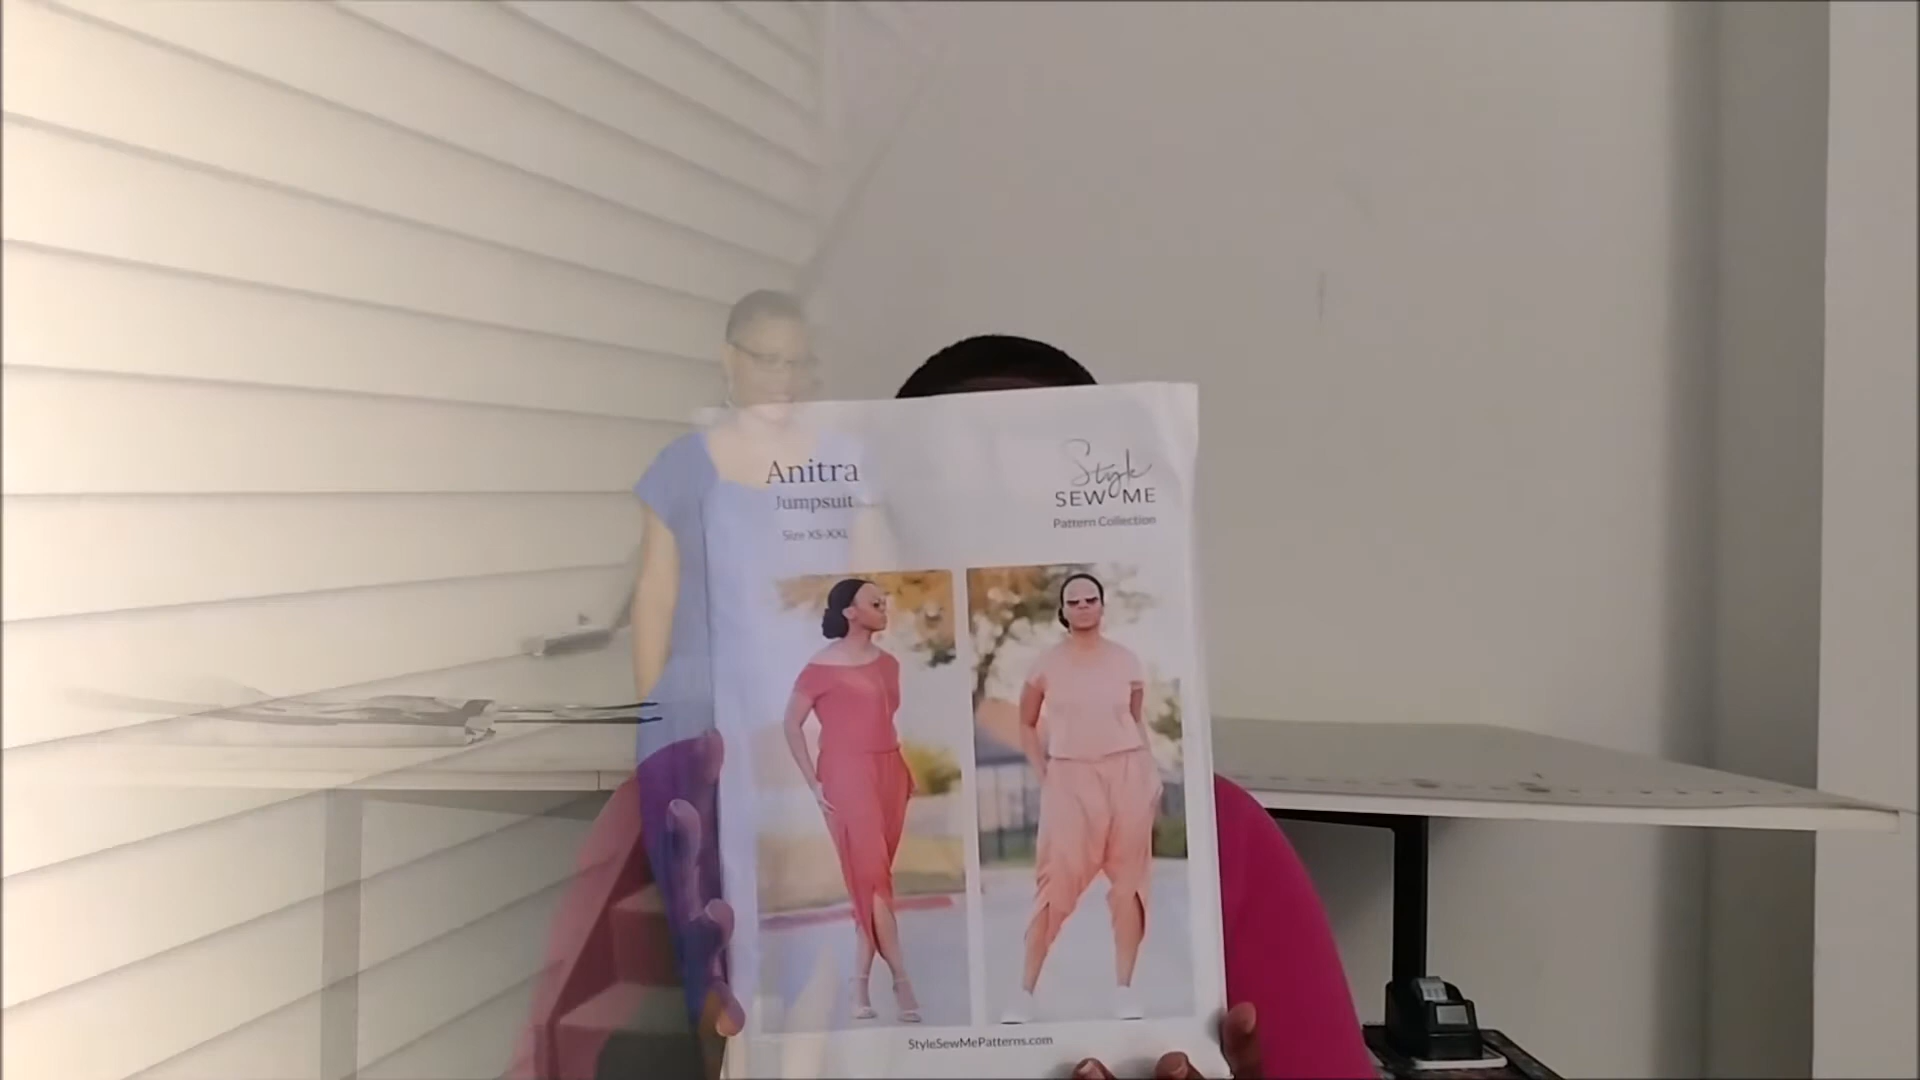 Anitra
Jumpsuit
Size XS-XXL
Style
SEW ME
Pattern Collection
StyleSewMePatterns.com